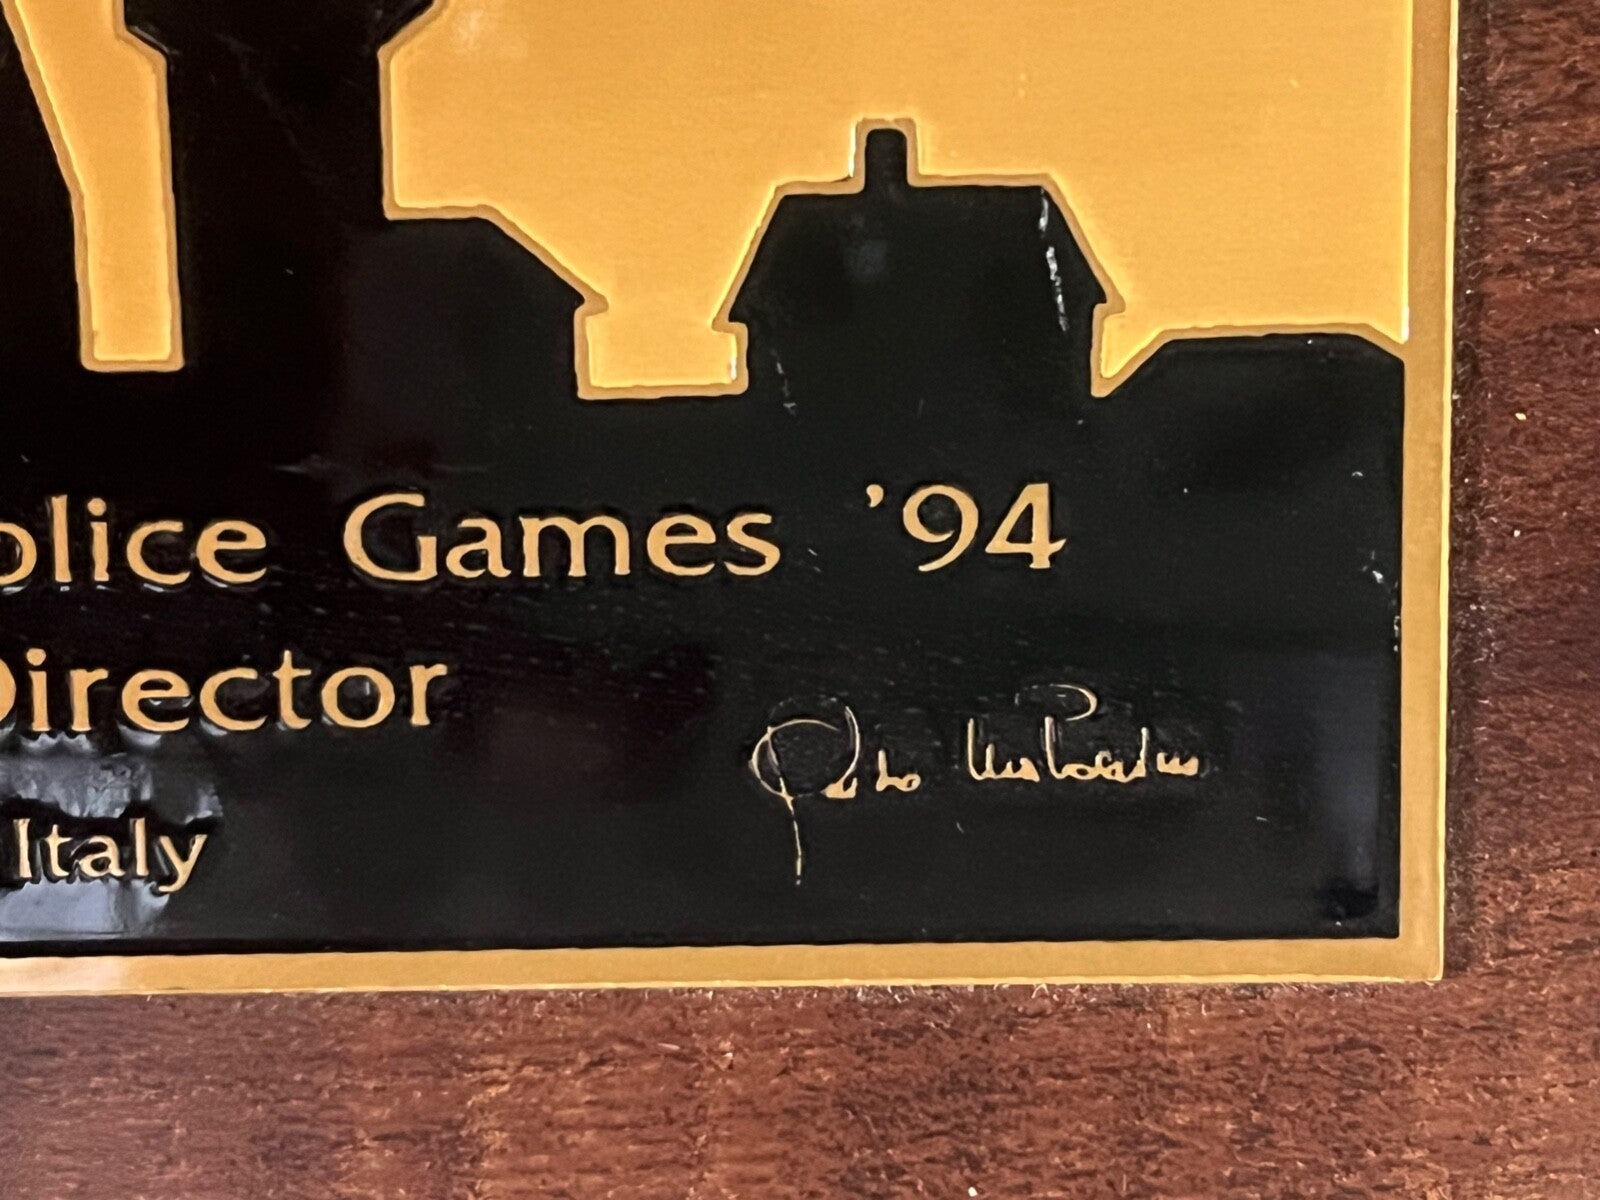 olice Games '94
Director
Italy